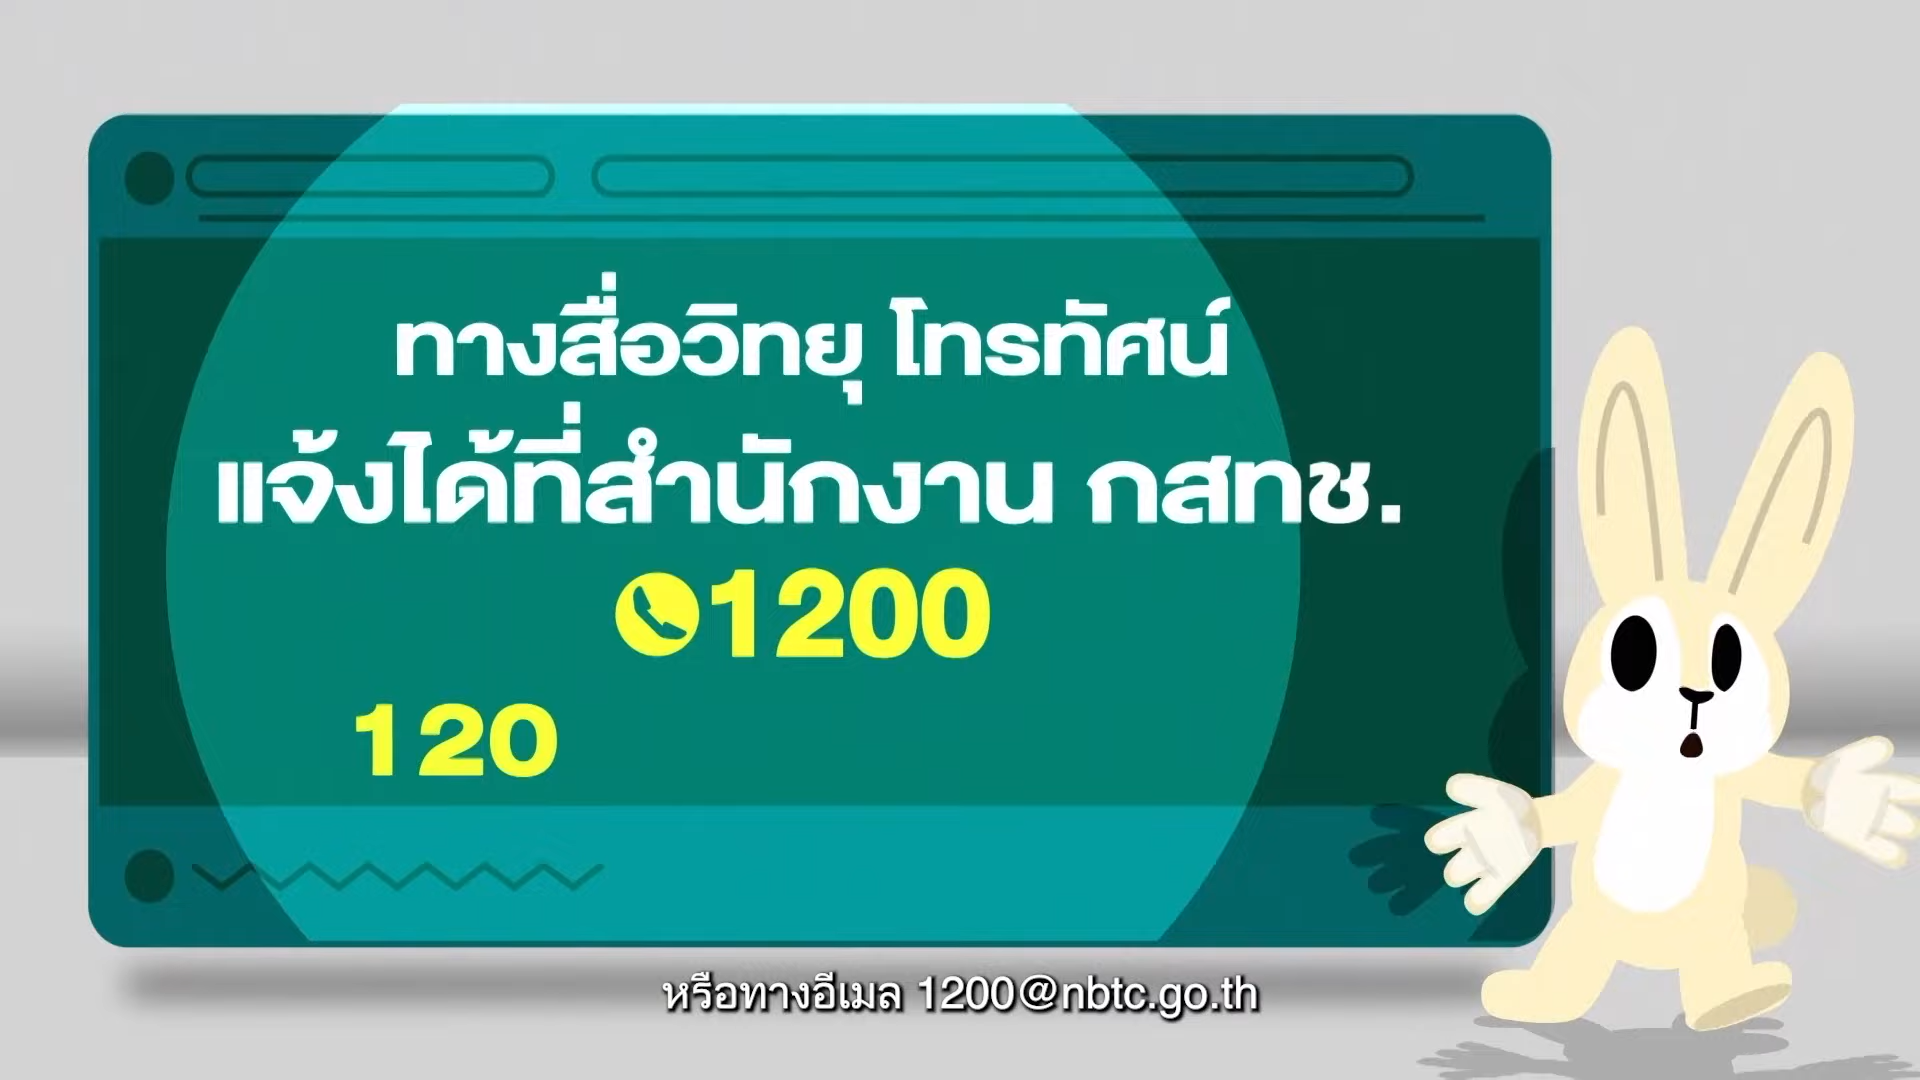 ทางสื่อวิทยุ โทรทัศน์
แจ้งได้ที่สำนักงาน กสทช.
1200
120
หรือทางอีเมล 1200@nbtc.go.th